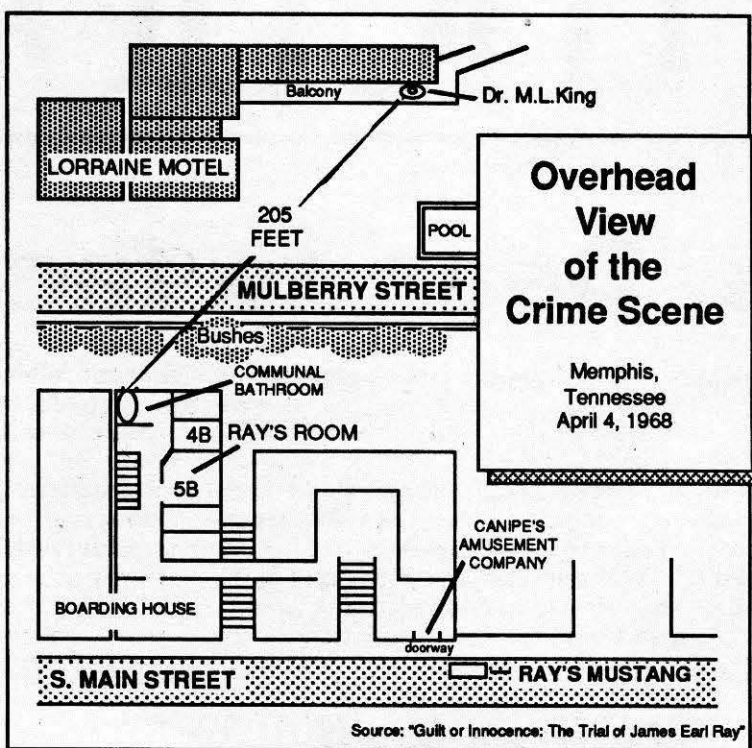 Balcony
Dr. M.L.King
LORRAINE MOTEL
205
FEET
POOL
Overhead
View
of the
Crime Scene
Memphis,
Tennessee
April 4, 1968
MULBERRY STREET
Bushes
COMMUNAL
BATHROOM
4B
RAY'S ROOM
5B
CANIPE'S
AMUSEMENT
COMPANY
BOARDING HOUSE
doorway
S. MAIN STREET
RAY'S MUSTANG
Source: "Guilt or Innocence: The Trial of James Earl Ray"